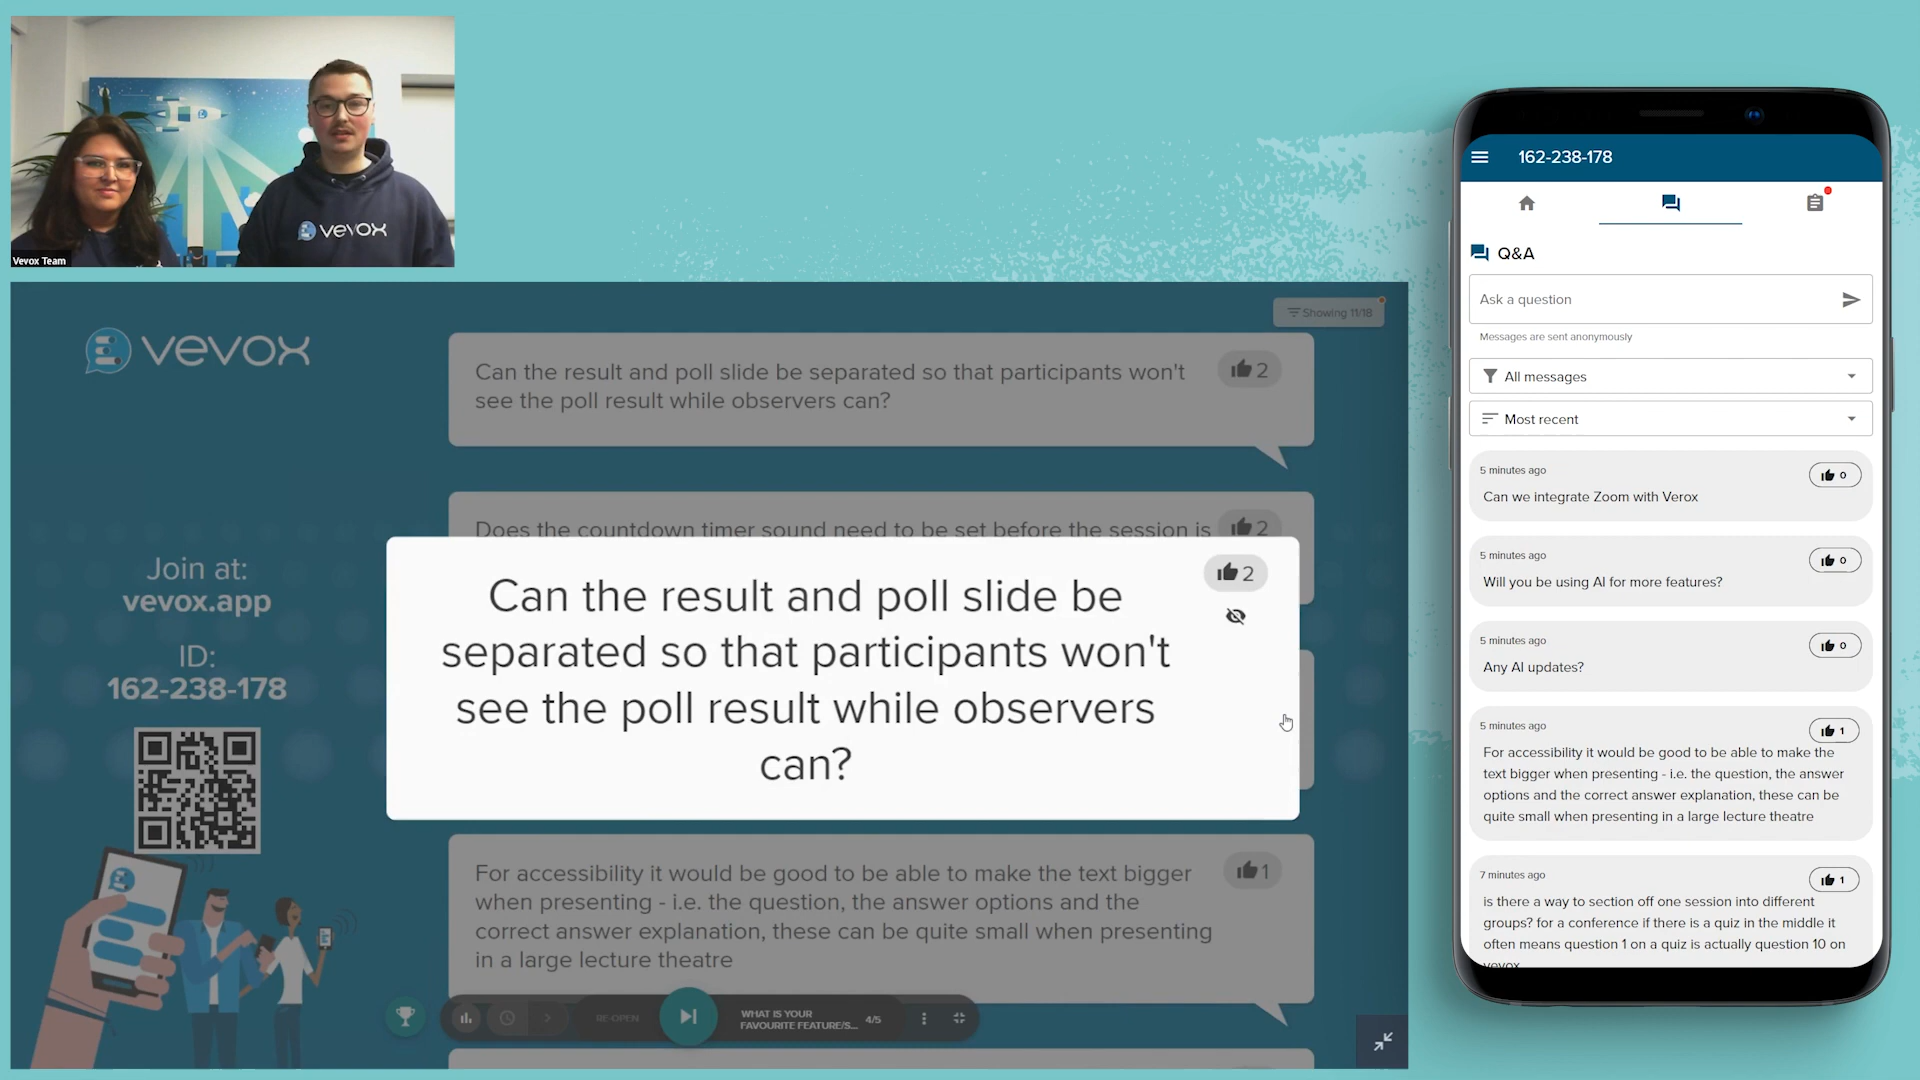 vevox
Vevox Team
vevox
Showing 11/18
Can the result and poll slide be separated so that participants won't
see the poll result while observers can?
2
Does the countdown timer sound need to be set before the session is
2
Can the result and poll slide be
separated so that participants won't
see the poll result while observers
can?
2
Join at:
vevox.app
ID:
162-238-178
For accessibility it would be good to be able to make the text bigger
when presenting - i.e. the question, the answer options and the
correct answer explanation, these can be quite small when presenting
in a large lecture theatre
1
RE-OPEN
WHAT IS YOUR
FAVOURITE FEATURE/S...
4/5
162-238-178
Q&A
Ask a question
Messages are sent anonymously
All messages
Most recent
5 minutes ago
0
Can we integrate Zoom with Verox
5 minutes ago
0
Will you be using AI for more features?
5 minutes ago
0
Any AI updates?
5 minutes ago
1
For accessibility it would be good to be able to make the
text bigger when presenting - i.e. the question, the answer
options and the correct answer explanation, these can be
quite small when presenting in a large lecture theatre
7 minutes ago
1
is there a way to section off one session into different
groups? for a conference if there is a quiz in the middle it
often means question 1 on a quiz is actually question 10 on
vevox